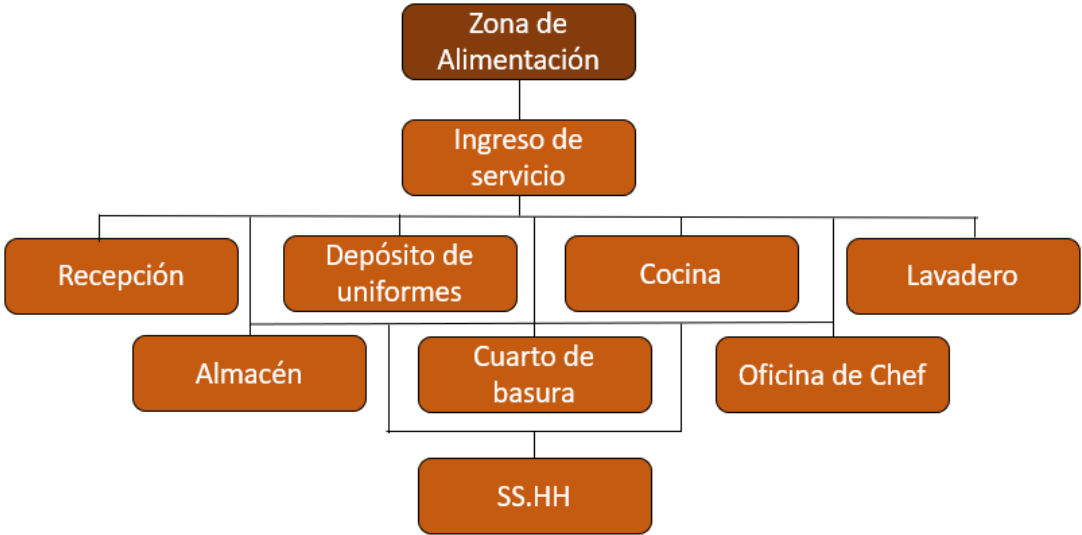 Zona de
Alimentación
Ingreso de
servicio
Recepción
Depósito de
uniformes
Cocina
Lavadero
Almacén
Cuarto de
basura
Oficina de Chef
SS.HH